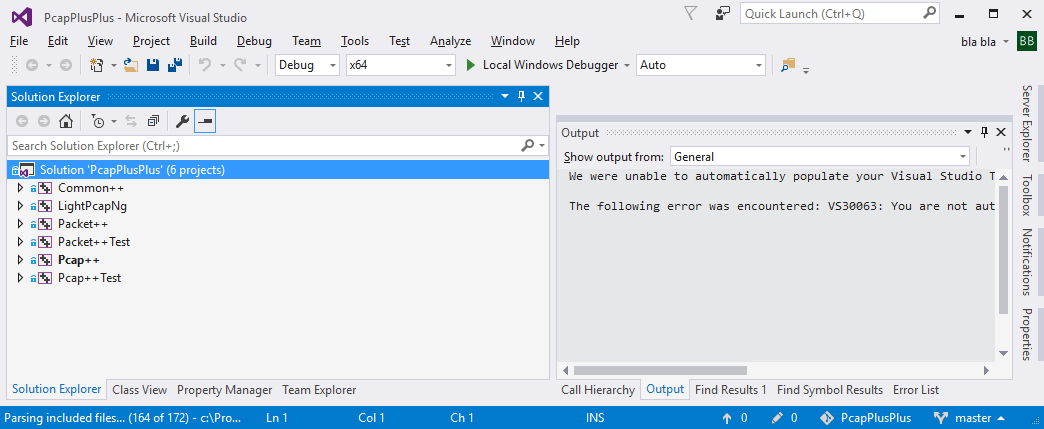 PcapPlusPlus - Microsoft Visual Studio
Quick Launch (Ctrl+Q)
File Edit View Project Build Debug Team Tools Test Analyze Window Help
bla bla BB
Debug x64 Local Windows Debugger Auto
Solution Explorer
Search Solution Explorer (Ctrl+;)
Solution 'PcapPlusPlus' (6 projects)
Common++
LightPcapNg
Packet++
Packet++Test
Pcap++
Pcap++Test
Solution Explorer Class View Property Manager Team Explorer
Output
Show output from: General
We were unable to automatically populate your Visual Studio T
The following error was encountered: VS30063: You are not aut
Call Hierarchy Output Find Results 1 Find Symbol Results Error List
Server Explorer
Toolbox
Notifications
Properties
Parsing included files... (164 of 172) - c:\Pro... Ln 1 Col 1 Ch 1 INS 0 0 PcapPlusPlus master